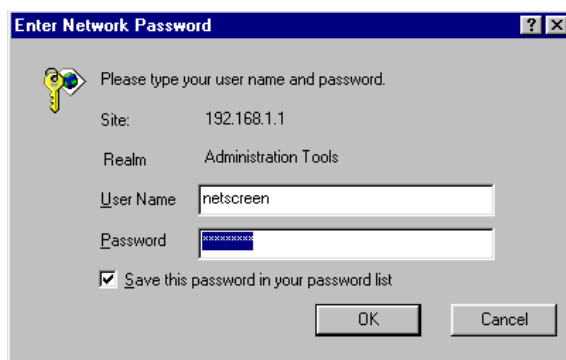 Enter Network Password
Please type your user name and password.
Site: 192.168.1.1
Realm Administration Tools
User Name netscreen
Password xxxxxxxxx
Save this password in your password list
OK Cancel